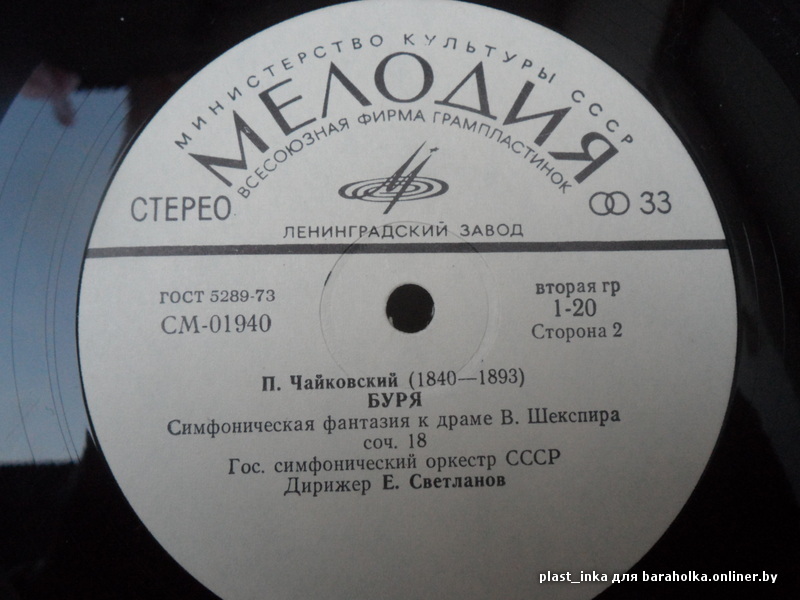 МИНИСТЕРСТВО КУЛЬТУРЫ СССР
МЕЛОДИЯ
ВСЕСОЮЗНАЯ ФИРМА ГРАМПЛАСТИНОК
СТЕРЕО
33
ЛЕНИНГРАДСКИЙ ЗАВОД
ГОСТ 5289-73
СМ-01940
вторая гр
1-20
Сторона 2
П. Чайковский (1840—1893)
БУРЯ
Симфоническая фантазия к драме В. Шекспира
соч. 18
Гос. симфонический оркестр СССР
Дирижер Е. Светланов
plast_inka для baraholka.onliner.by